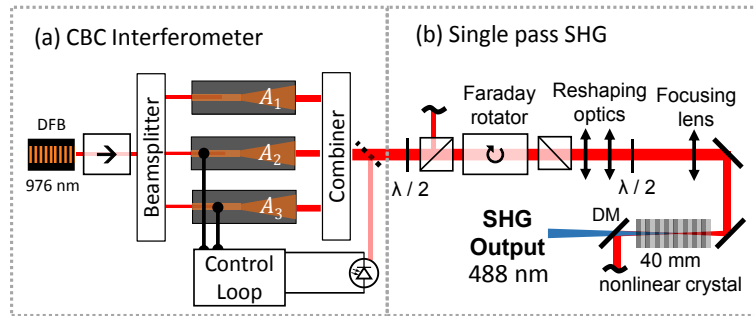 (a) CBC Interferometer
DFB
976 nm
Beamsplitter
A1
A2
A3
Combiner
Control
Loop
(b) Single pass SHG
λ / 2
Faraday
rotator
Reshaping
optics
λ / 2
Focusing
lens
DM
SHG
Output
488 nm
40 mm
nonlinear crystal